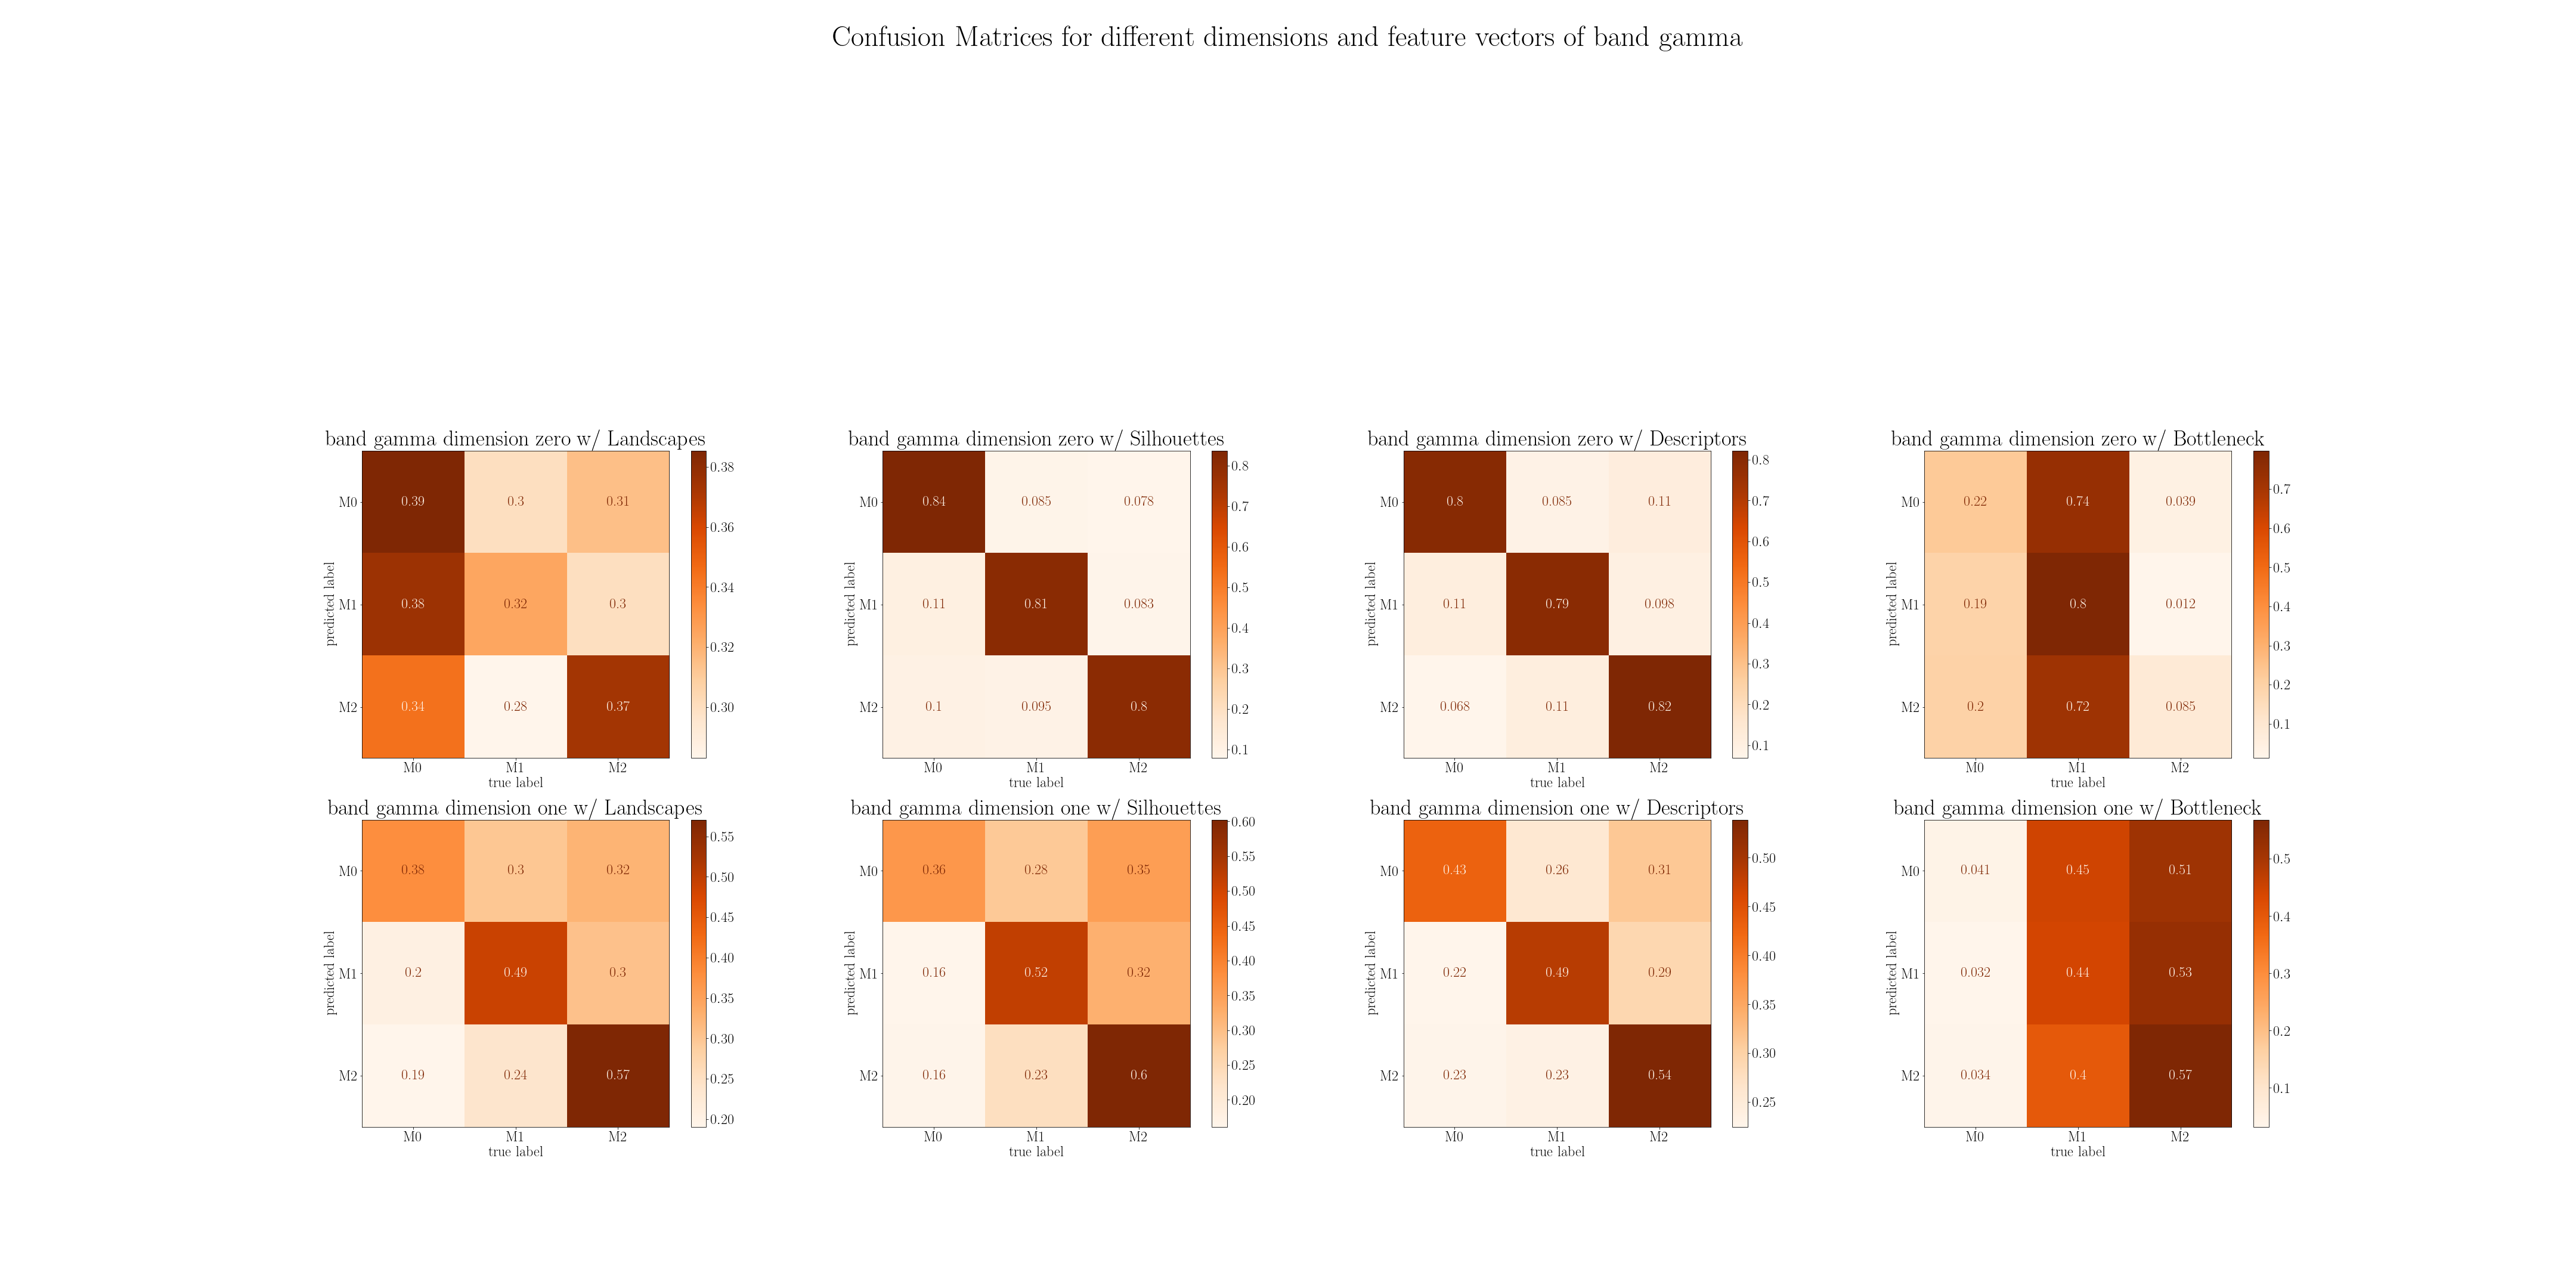 Confusion Matrices for different dimensions and feature vectors of band gamma
band gamma dimension zero w/ Landscapes
predicted label
M0 0.39 0.3 0.31
M1 0.38 0.32 0.3
M2 0.34 0.28 0.37
M0 M1 M2
true label
0.38
0.36
0.34
0.32
0.30
band gamma dimension zero w/ Silhouettes
predicted label
M0 0.84 0.085 0.078
M1 0.11 0.81 0.083
M2 0.1 0.095 0.8
M0 M1 M2
true label
0.8
0.7
0.6
0.5
0.4
0.3
0.2
0.1
band gamma dimension zero w/ Descriptors
predicted label
M0 0.8 0.085 0.11
M1 0.11 0.79 0.098
M2 0.068 0.11 0.82
M0 M1 M2
true label
0.8
0.7
0.6
0.5
0.4
0.3
0.2
0.1
band gamma dimension zero w/ Bottleneck
predicted label
M0 0.22 0.74 0.039
M1 0.19 0.8 0.012
M2 0.2 0.72 0.085
M0 M1 M2
true label
0.7
0.6
0.5
0.4
0.3
0.2
0.1
band gamma dimension one w/ Landscapes
predicted label
M0 0.38 0.3 0.32
M1 0.2 0.49 0.3
M2 0.19 0.24 0.57
M0 M1 M2
true label
0.55
0.50
0.45
0.40
0.35
0.30
0.25
0.20
band gamma dimension one w/ Silhouettes
predicted label
M0 0.36 0.28 0.35
M1 0.16 0.52 0.32
M2 0.16 0.23 0.6
M0 M1 M2
true label
0.60
0.55
0.50
0.45
0.40
0.35
0.30
0.25
0.20
band gamma dimension one w/ Descriptors
predicted label
M0 0.43 0.26 0.31
M1 0.22 0.49 0.29
M2 0.23 0.23 0.54
M0 M1 M2
true label
0.50
0.45
0.40
0.35
0.30
0.25
band gamma dimension one w/ Bottleneck
predicted label
M0 0.041 0.45 0.51
M1 0.032 0.44 0.53
M2 0.034 0.4 0.57
M0 M1 M2
true label
0.5
0.4
0.3
0.2
0.1